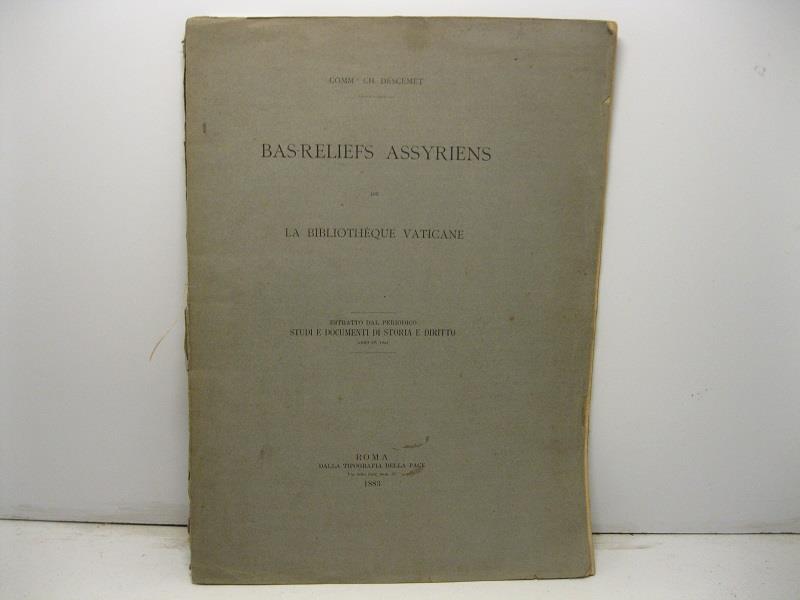 COMM^r CH. DESCEMET
BAS-RELIEFS ASSYRIENS
DE
LA BIBLIOTHÈQUE VATICANE
ESTRATTO DAL PERIODICO
STUDI E DOCUMENTI DI STORIA E DIRITTO
ROMA
DALLA TIPOGRAFIA DELLA PACE
1883